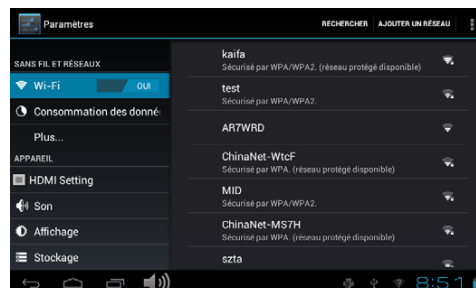 Paramètres
RECHERCHER
AJOUTER UN RÉSEAU
SANS FIL ET RÉSEAUX
Wi-Fi
OUI
Consommation des donné
Plus...
APPAREIL
HDMI Setting
Son
Affichage
Stockage
kaifa
Sécurisé par WPA/WPA2. (réseau protégé disponible)
test
Sécurisé par WPA/WPA2.
AR7WRD
ChinaNet-WtcF
Sécurisé par WPA. (réseau protégé disponible)
MID
Sécurisé par WPA/WPA2.
ChinaNet-MS7H
Sécurisé par WPA. (réseau protégé disponible)
szta
8:51